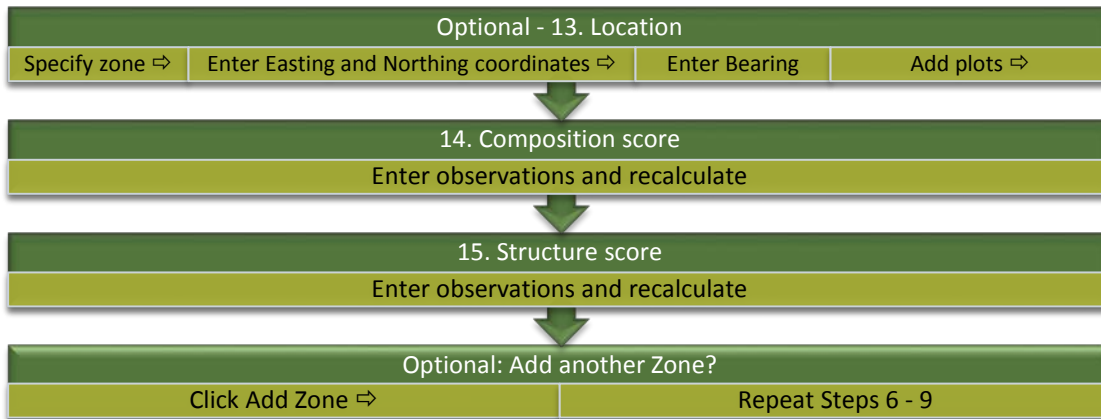 Optional - 13. Location
Specify zone ⇨ Enter Easting and Northing coordinates ⇨ Enter Bearing Add plots ⇨
14. Composition score
Enter observations and recalculate
15. Structure score
Enter observations and recalculate
Optional: Add another Zone?
Click Add Zone ⇨ Repeat Steps 6 - 9